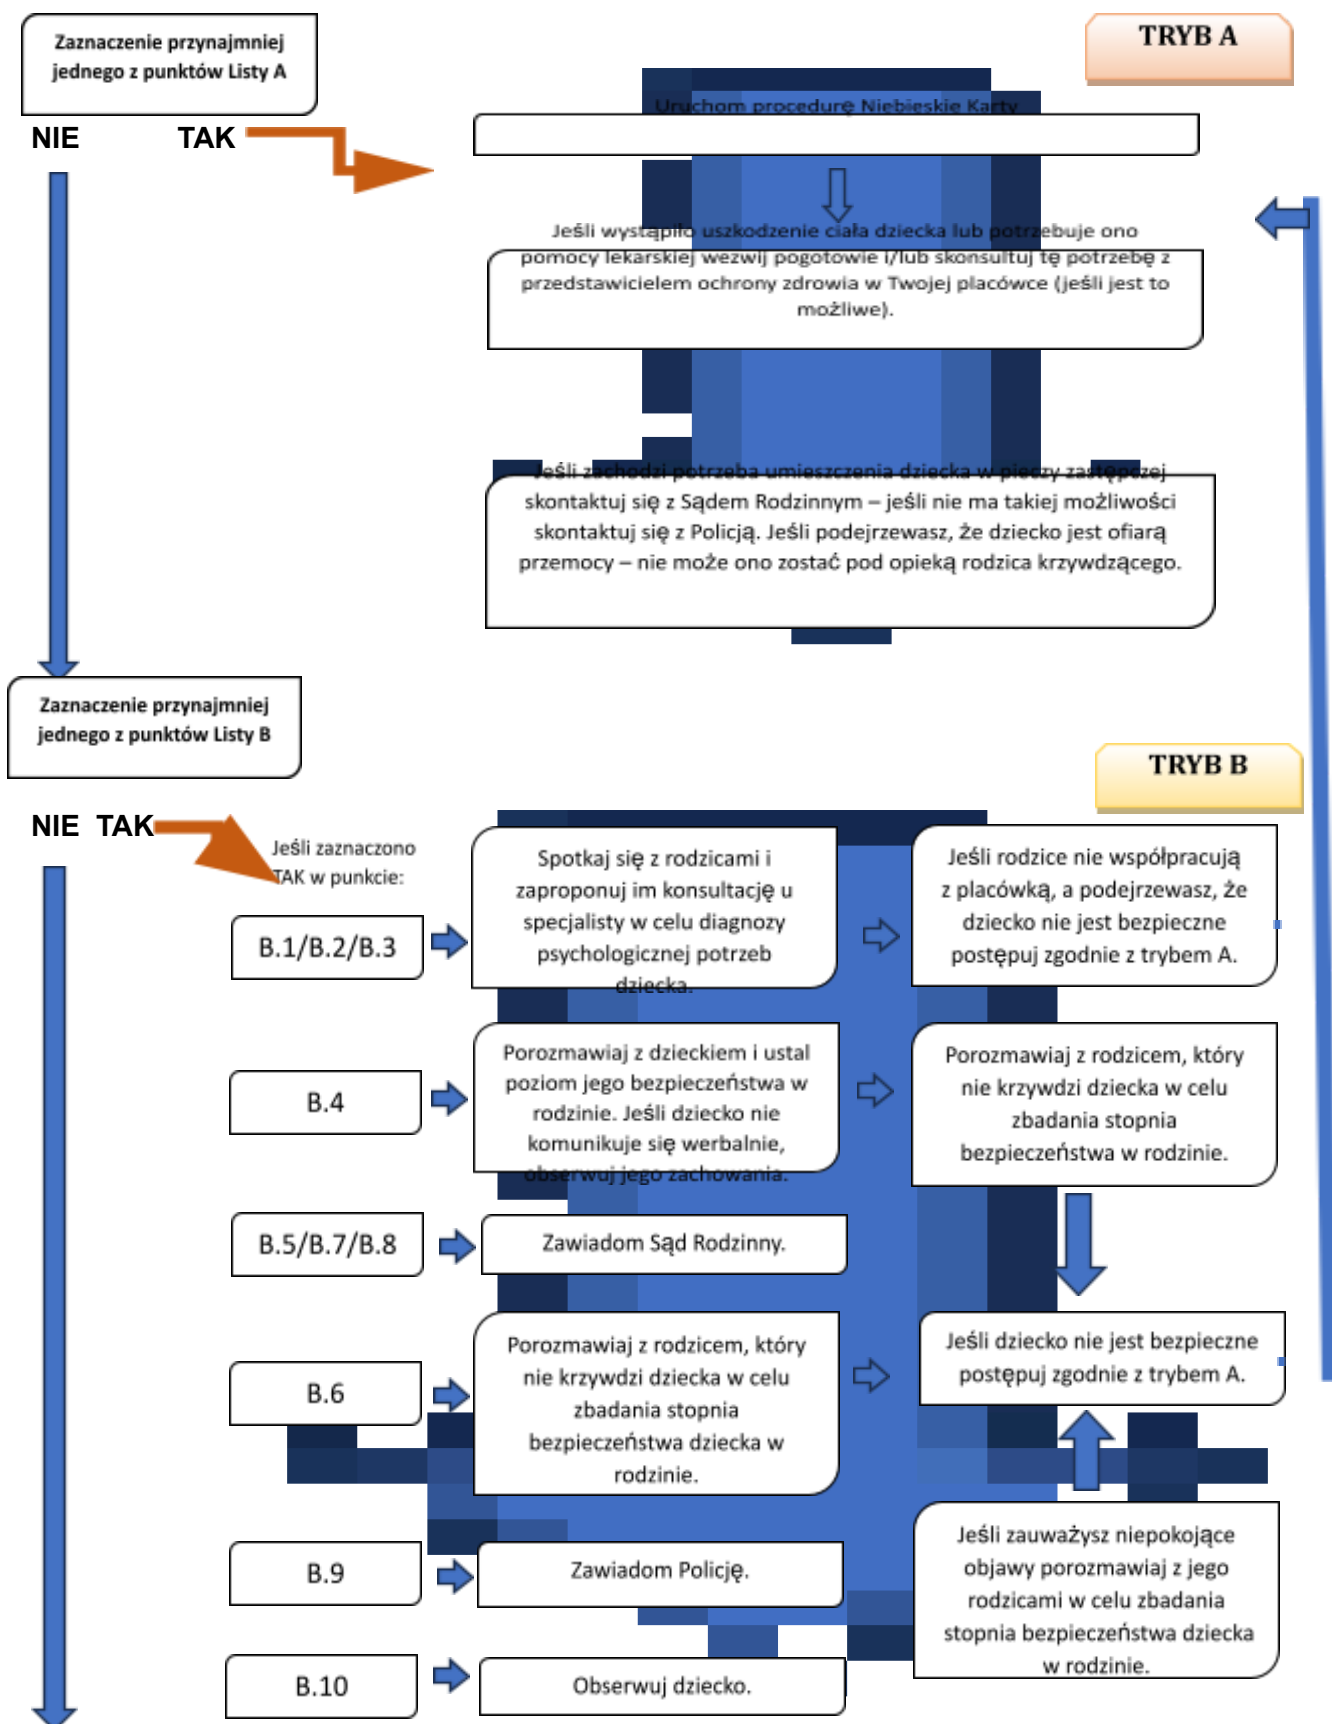 Zaznaczenie przynajmniej
jednego z punktów Listy A
TRYB A
NIE TAK
Uruchom procedurę Niebieskie Karty
Jeśli wystąpiło uszkodzenie ciała dziecka lub potrzebuje ono
pomocy lekarskiej wezwij pogotowie i/lub skonsultuj tę potrzebę z
przedstawicielem ochrony zdrowia w Twojej placówce (jeśli jest to
możliwe).
Jeśli zachodzi potrzeba umieszczenia dziecka w pieczy zastępczej
skontaktuj się z Sądem Rodzinnym – jeśli nie ma takiej możliwości
skontaktuj się z Policją. Jeśli podejrzewasz, że dziecko jest ofiarą
przemocy – nie może ono zostać pod opieką rodzica krzywdzącego.
Zaznaczenie przynajmniej
jednego z punktów Listy B
TRYB B
NIE TAK
Jeśli zaznaczono
TAK w punkcie:
B.1/B.2/B.3
Spotkaj się z rodzicami i
zaproponuj im konsultację u
specjalisty w celu diagnozy
psychologicznej potrzeb
dziecka.
Jeśli rodzice nie współpracują
z placówką, a podejrzewasz, że
dziecko nie jest bezpieczne
postępuj zgodnie z trybem A.
B.4
Porozmawiaj z dzieckiem i ustal
poziom jego bezpieczeństwa w
rodzinie. Jeśli dziecko nie
komunikuje się werbalnie,
obserwuj jego zachowania.
Porozmawiaj z rodzicem, który
nie krzywdzi dziecka w celu
zbadania stopnia
bezpieczeństwa w rodzinie.
B.5/B.7/B.8
Zawiadom Sąd Rodzinny.
B.6
Porozmawiaj z rodzicem, który
nie krzywdzi dziecka w celu
zbadania stopnia
bezpieczeństwa dziecka w
rodzinie.
Jeśli dziecko nie jest bezpieczne
postępuj zgodnie z trybem A.
B.9
Zawiadom Policję.
Jeśli zauważysz niepokojące
objawy porozmawiaj z jego
rodzicami w celu zbadania
stopnia bezpieczeństwa dziecka
w rodzinie.
B.10
Obserwuj dziecko.